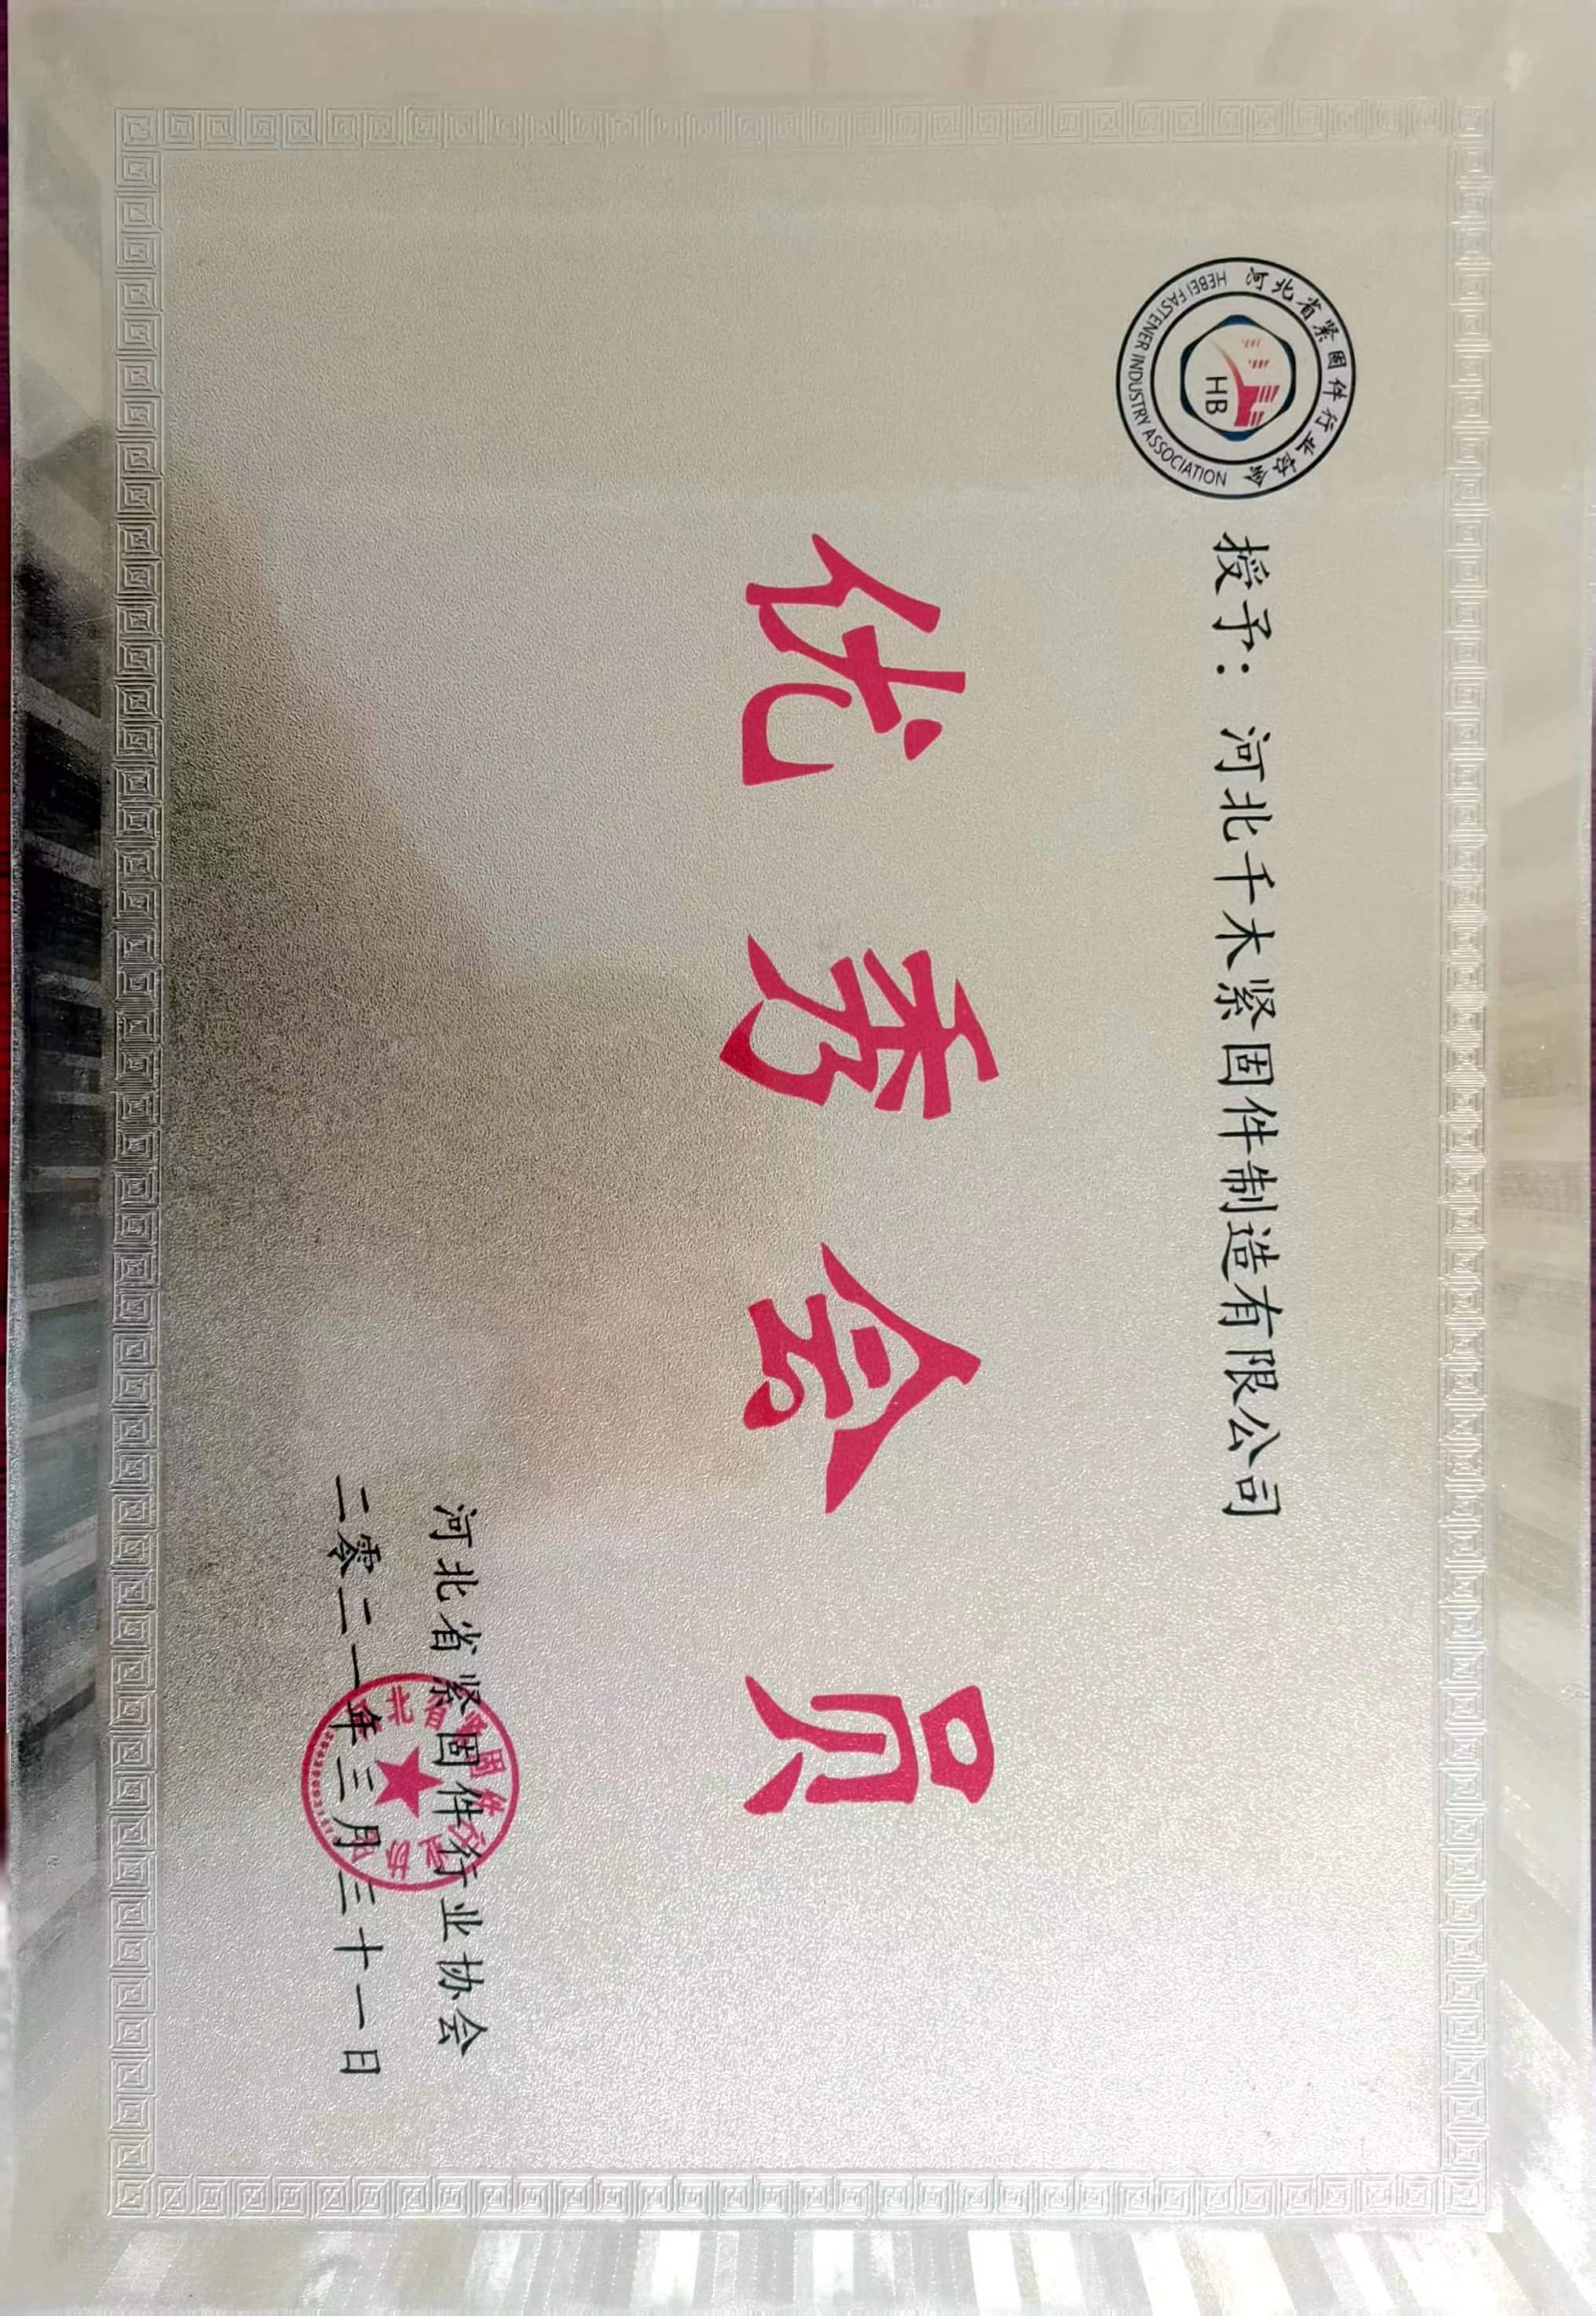 河北省紧固件行业协会
HEBEI FASTENER INDUSTRY ASSOCIATION
HB
授予：河北千木紧固件制造有限公司
优秀会员
河北省紧固件行业协会
二零二一年三月三十一日